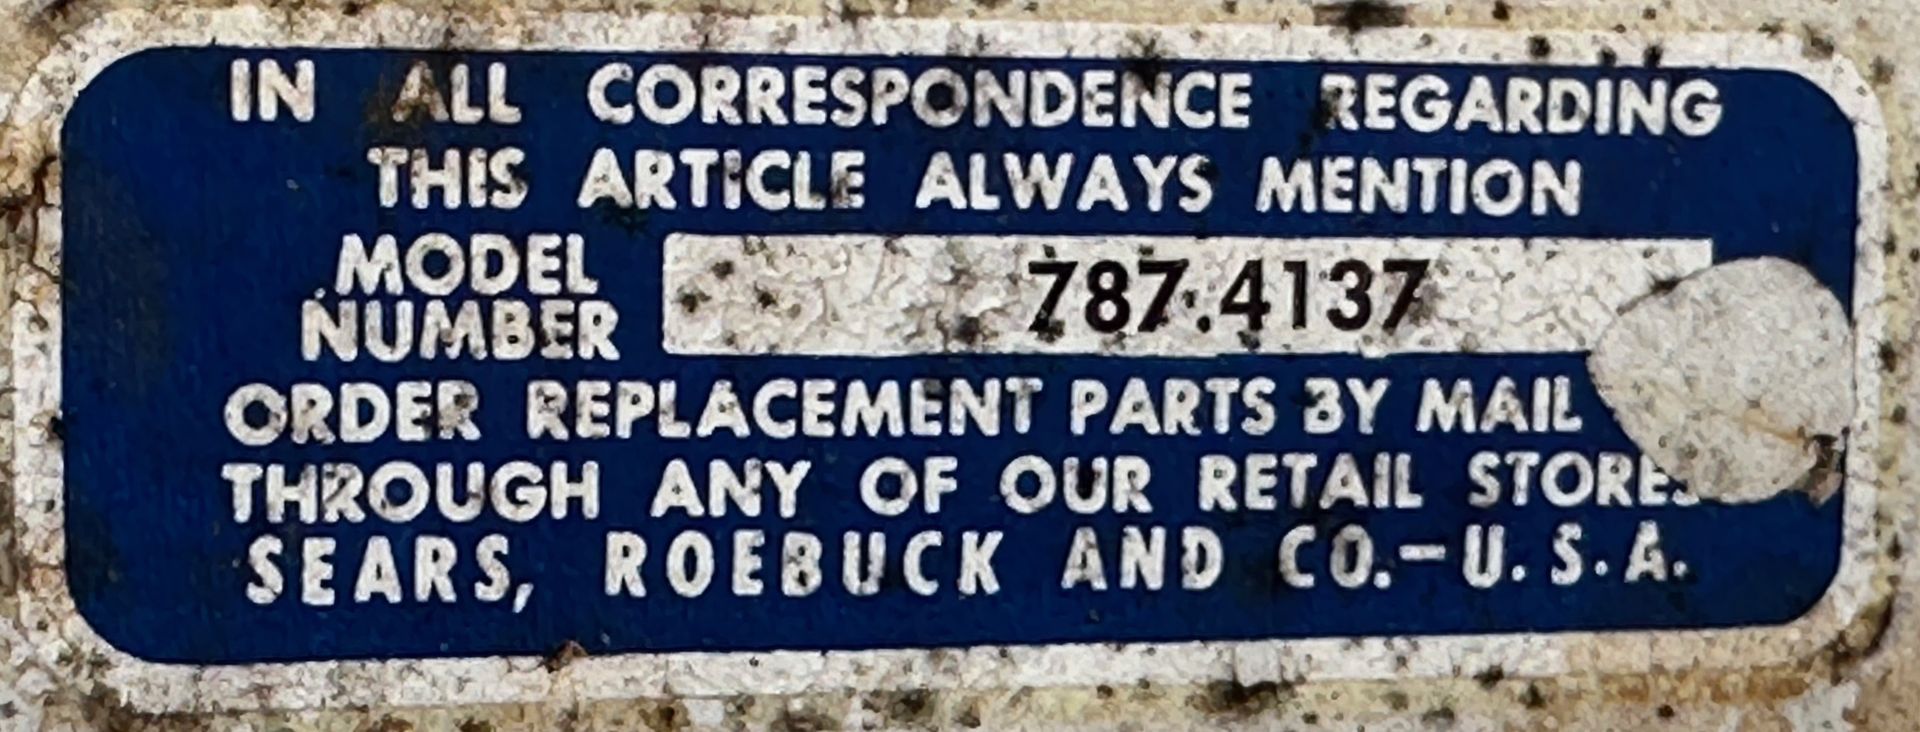 IN ALL CORRESPONDENCE REGARDING
THIS ARTICLE ALWAYS MENTION
MODEL
NUMBER
787.4137
ORDER REPLACEMENT PARTS BY MAIL
THROUGH ANY OF OUR RETAIL STORES
SEARS, ROEBUCK AND CO.-U.S.A.